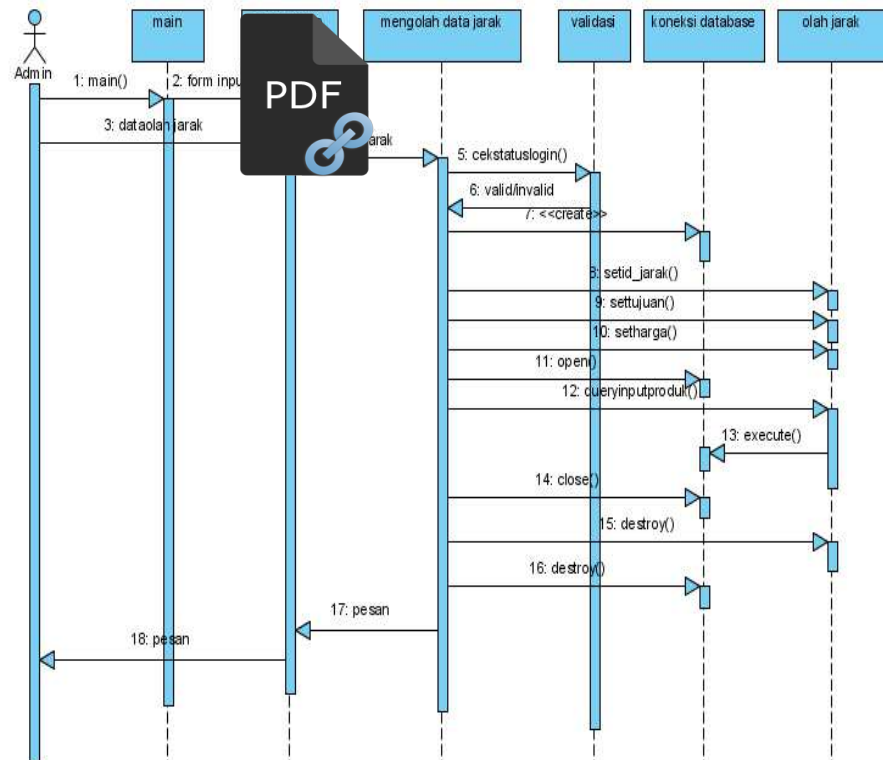 main
mengolah data jarak
validasi
koneksi database
olah jarak
Admin
PDF
1: main()
2: form inpu
3: dataolah jarak
arak
5: cekstatuslogin()
6: valid/invalid
7: <<create>>
8: setid_jarak()
9: settujuan()
10: setharga()
11: open()
12: queryinputproduk()
13: execute()
14: close()
15: destroy()
16: destroy()
17: pesan
18: pesan